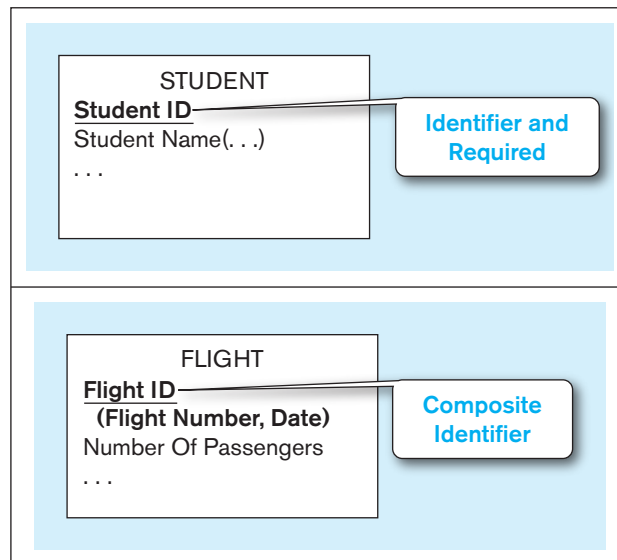 STUDENT
Student ID
Student Name(. . .)
. . .
Identifier and
Required
FLIGHT
Flight ID
(Flight Number, Date)
Number Of Passengers
. . .
Composite
Identifier